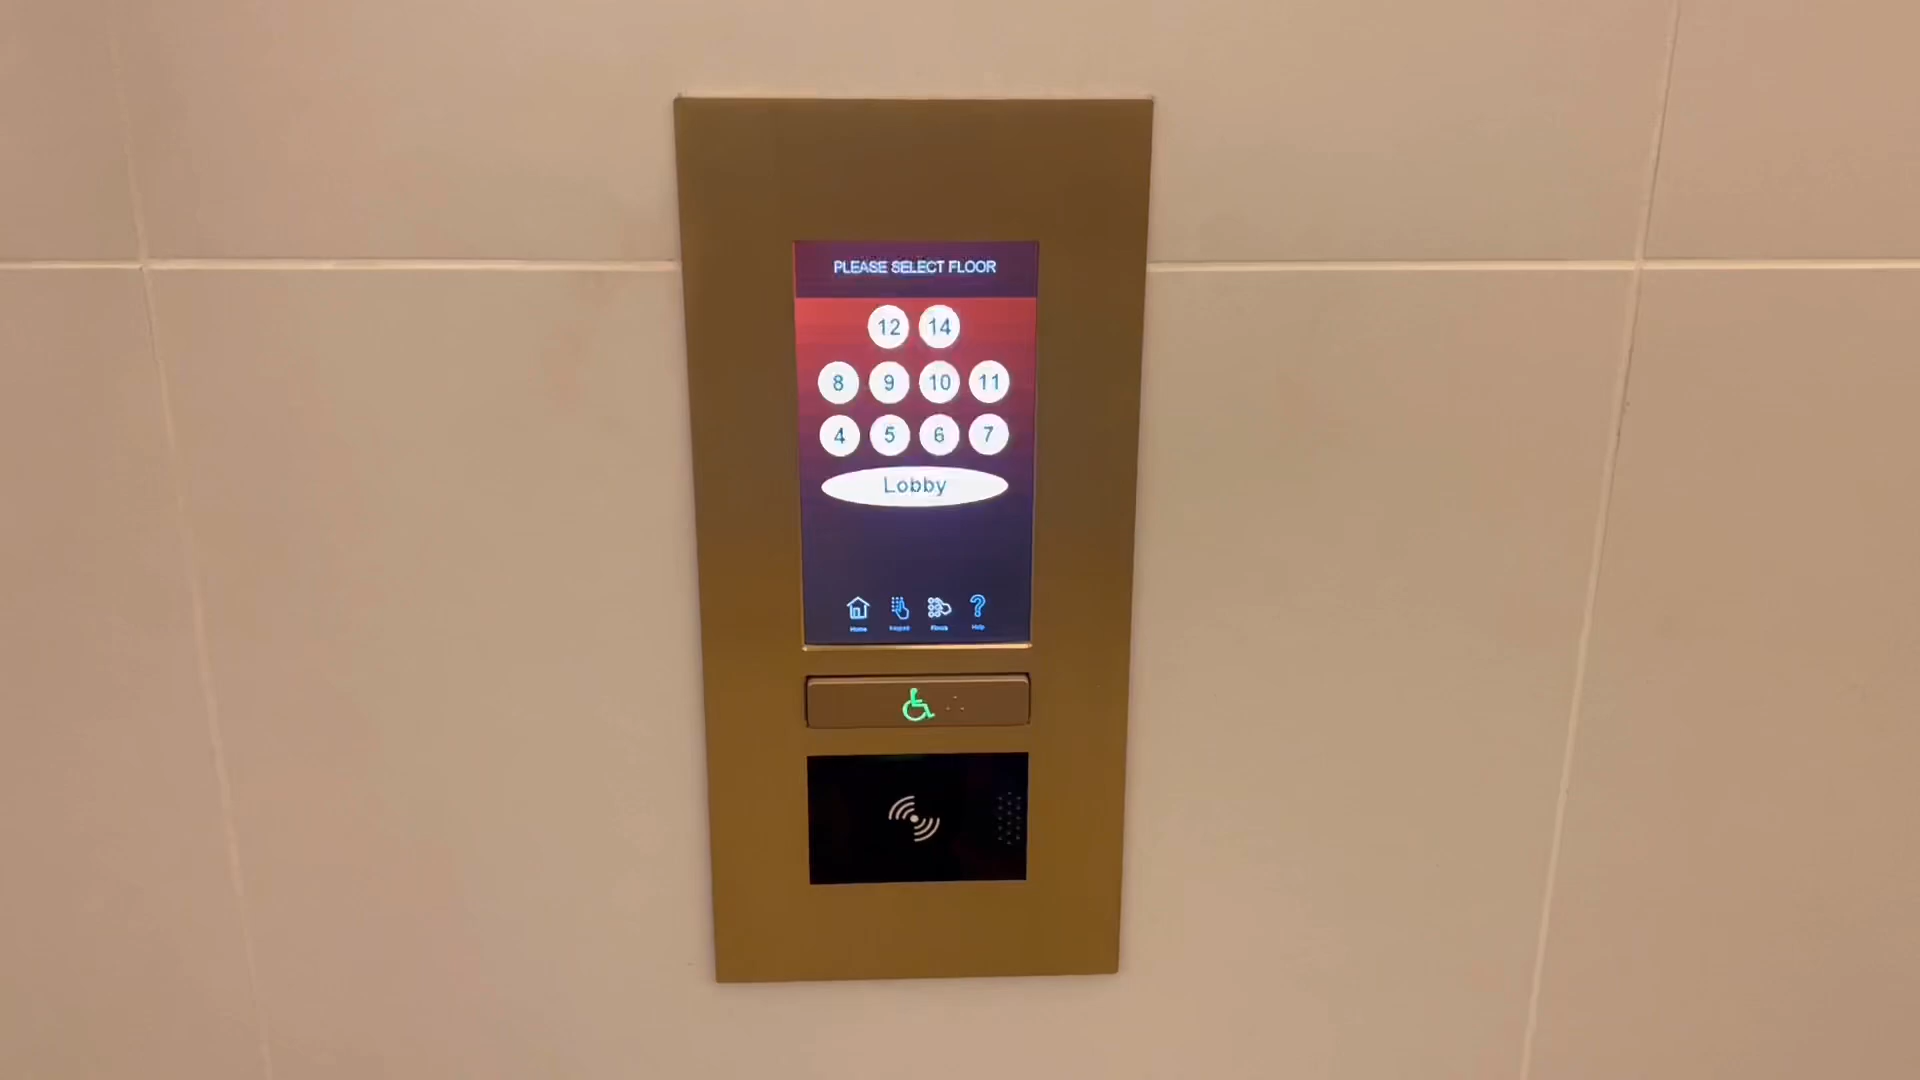 PLEASE SELECT FLOOR
12 14
8 9 10 11
4 5 6 7
Lobby
Home Keypad Floors Help